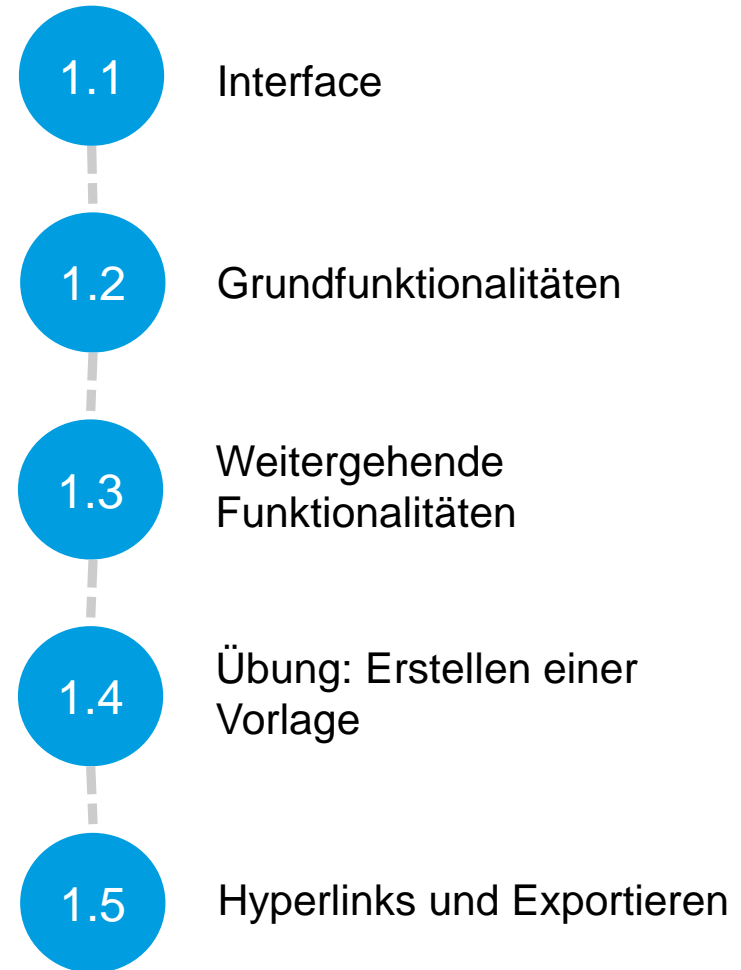 1.1 Interface
1.2 Grundfunktionalitäten
1.3 Weitergehende
Funktionalitäten
1.4 Übung: Erstellen einer
Vorlage
1.5 Hyperlinks und Exportieren